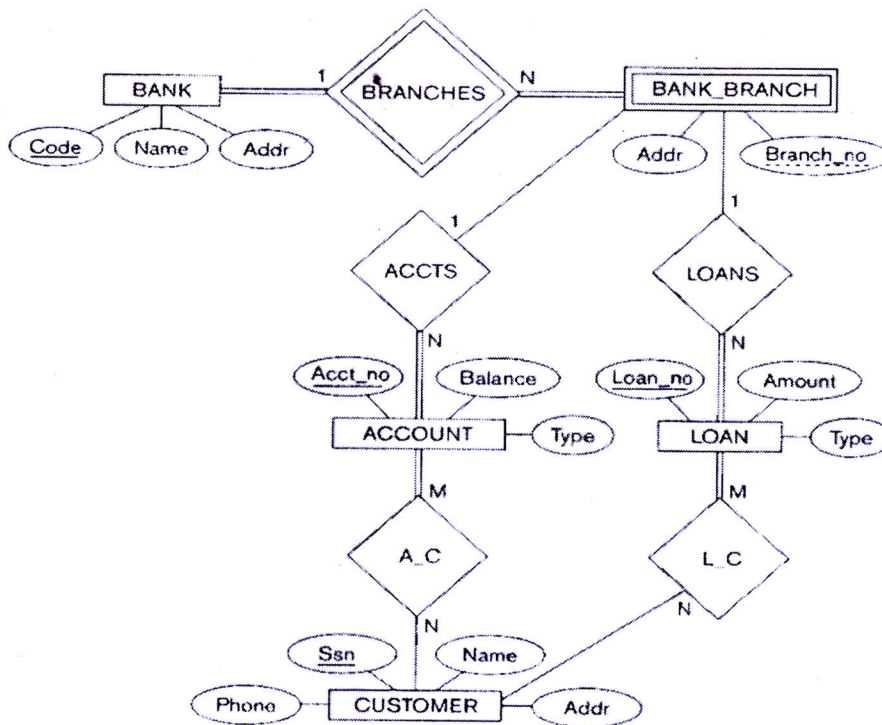 1 N
BANK BRANCHES BANK_BRANCH
Code Name Addr Addr Branch_no
1 1
ACCTS LOANS
N N
Acct_no Balance Loan_no Amount
ACCOUNT Type LOAN Type
M M
A_C L_C
N N
Ssn Name
Phone CUSTOMER Addr